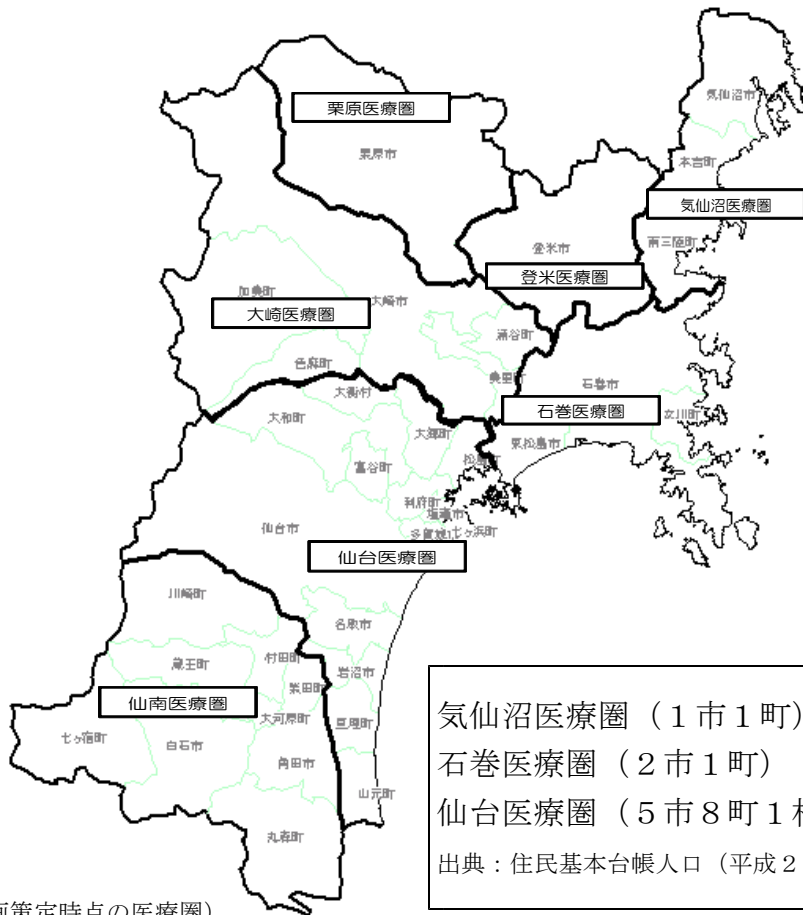 気仙沼市
栗原医療圏
栗原市
本吉町
気仙沼医療圏
南三陸町
登米市
登米医療圏
加美町
大崎市
大崎医療圏
涌谷町
色麻町
美里
石巻市
大衡村
石巻医療圏
女川町
大和町
大郷町
東松島市
松島
富谷町
利府町
塩竈市
多賀城
七ヶ浜町
仙台市
仙台医療圏
川崎町
名取市
村田町
蔵王町
岩沼市
柴田町
仙南医療圏
大河原町
亘理町
七ヶ宿町
白石市
角田市
山元町
丸森町
気仙沼医療圏（１市１町）
石巻医療圏（２市１町）
仙台医療圏（５市８町１村
出典：住民基本台帳人口（平成２
画策定時点の医療圏）